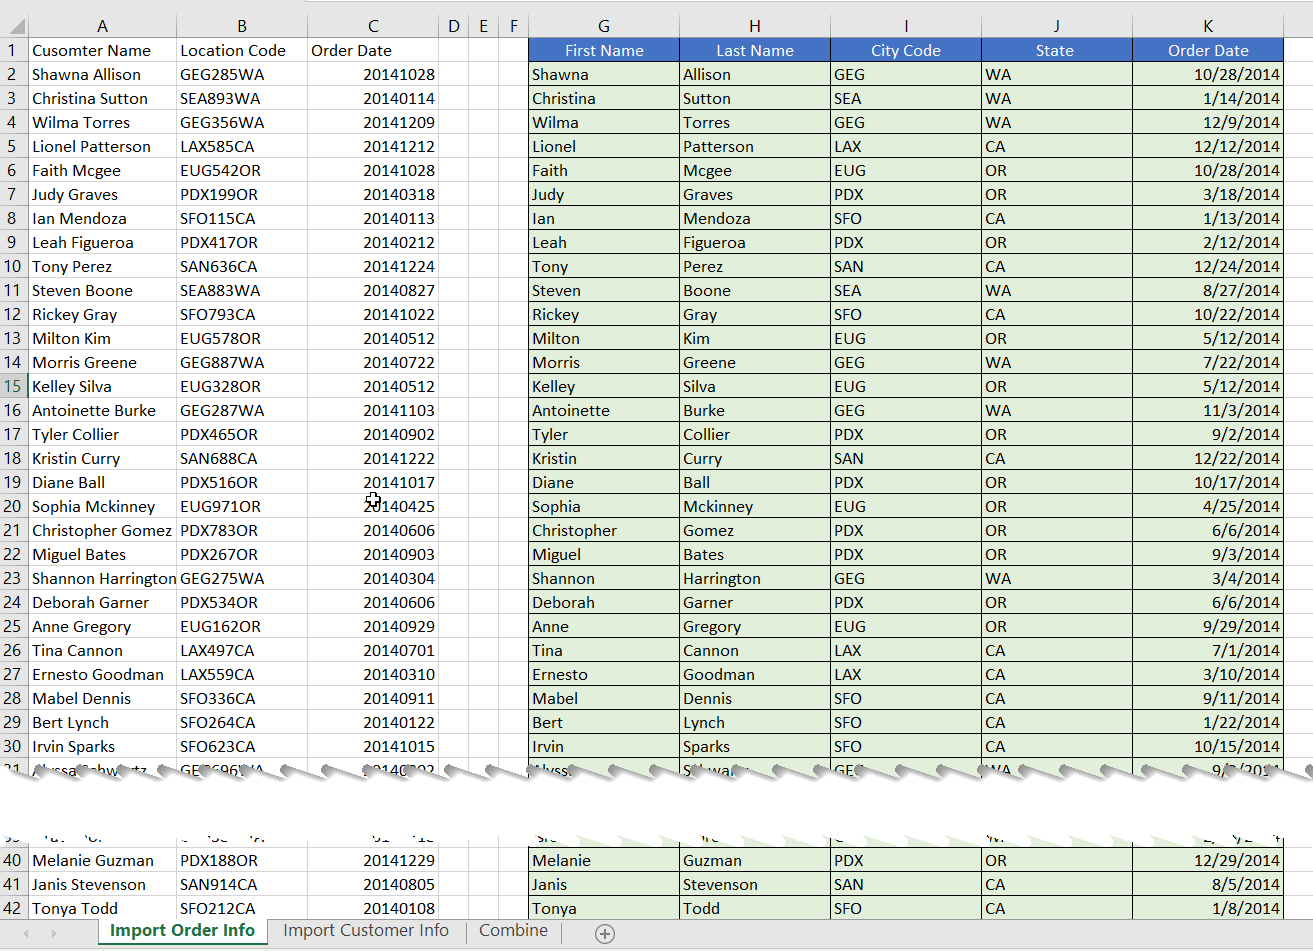 A B C D E F G H I J K
1 Cusomter Name Location Code Order Date First Name Last Name City Code State Order Date
2 Shawna Allison GEG285WA 20141028 Shawna Allison GEG WA 10/28/2014
3 Christina Sutton SEA893WA 20140114 Christina Sutton SEA WA 1/14/2014
4 Wilma Torres GEG356WA 20141209 Wilma Torres GEG WA 12/9/2014
5 Lionel Patterson LAX585CA 20141212 Lionel Patterson LAX CA 12/12/2014
6 Faith Mcgee EUG542OR 20141028 Faith Mcgee EUG OR 10/28/2014
7 Judy Graves PDX199OR 20140318 Judy Graves PDX OR 3/18/2014
8 Ian Mendoza SFO115CA 20140113 Ian Mendoza SFO CA 1/13/2014
9 Leah Figueroa PDX417OR 20140212 Leah Figueroa PDX OR 2/12/2014
10 Tony Perez SAN636CA 20141224 Tony Perez SAN CA 12/24/2014
11 Steven Boone SEA883WA 20140827 Steven Boone SEA WA 8/27/2014
12 Rickey Gray SFO793CA 20141022 Rickey Gray SFO CA 10/22/2014
13 Milton Kim EUG578OR 20140512 Milton Kim EUG OR 5/12/2014
14 Morris Greene GEG887WA 20140722 Morris Greene GEG WA 7/22/2014
15 Kelley Silva EUG328OR 20140512 Kelley Silva EUG OR 5/12/2014
16 Antoinette Burke GEG287WA 20141103 Antoinette Burke GEG WA 11/3/2014
17 Tyler Collier PDX465OR 20140902 Tyler Collier PDX OR 9/2/2014
18 Kristin Curry SAN688CA 20141222 Kristin Curry SAN CA 12/22/2014
19 Diane Ball PDX516OR 20141017 Diane Ball PDX OR 10/17/2014
20 Sophia Mckinney EUG971OR 20140425 Sophia Mckinney EUG OR 4/25/2014
21 Christopher Gomez PDX783OR 20140606 Christopher Gomez PDX OR 6/6/2014
22 Miguel Bates PDX267OR 20140903 Miguel Bates PDX OR 9/3/2014
23 Shannon Harrington GEG275WA 20140304 Shannon Harrington GEG WA 3/4/2014
24 Deborah Garner PDX534OR 20140606 Deborah Garner PDX OR 6/6/2014
25 Anne Gregory EUG162OR 20140929 Anne Gregory EUG OR 9/29/2014
26 Tina Cannon LAX497CA 20140701 Tina Cannon LAX CA 7/1/2014
27 Ernesto Goodman LAX559CA 20140310 Ernesto Goodman LAX CA 3/10/2014
28 Mabel Dennis SFO336CA 20140911 Mabel Dennis SFO CA 9/11/2014
29 Bert Lynch SFO264CA 20140122 Bert Lynch SFO CA 1/22/2014
30 Irvin Sparks SFO623CA 20141015 Irvin Sparks SFO CA 10/15/2014
40 Melanie Guzman PDX188OR 20141229 Melanie Guzman PDX OR 12/29/2014
41 Janis Stevenson SAN914CA 20140805 Janis Stevenson SAN CA 8/5/2014
42 Tonya Todd SFO212CA 20140108 Tonya Todd SFO CA 1/8/2014
Import Order Info Import Customer Info Combine